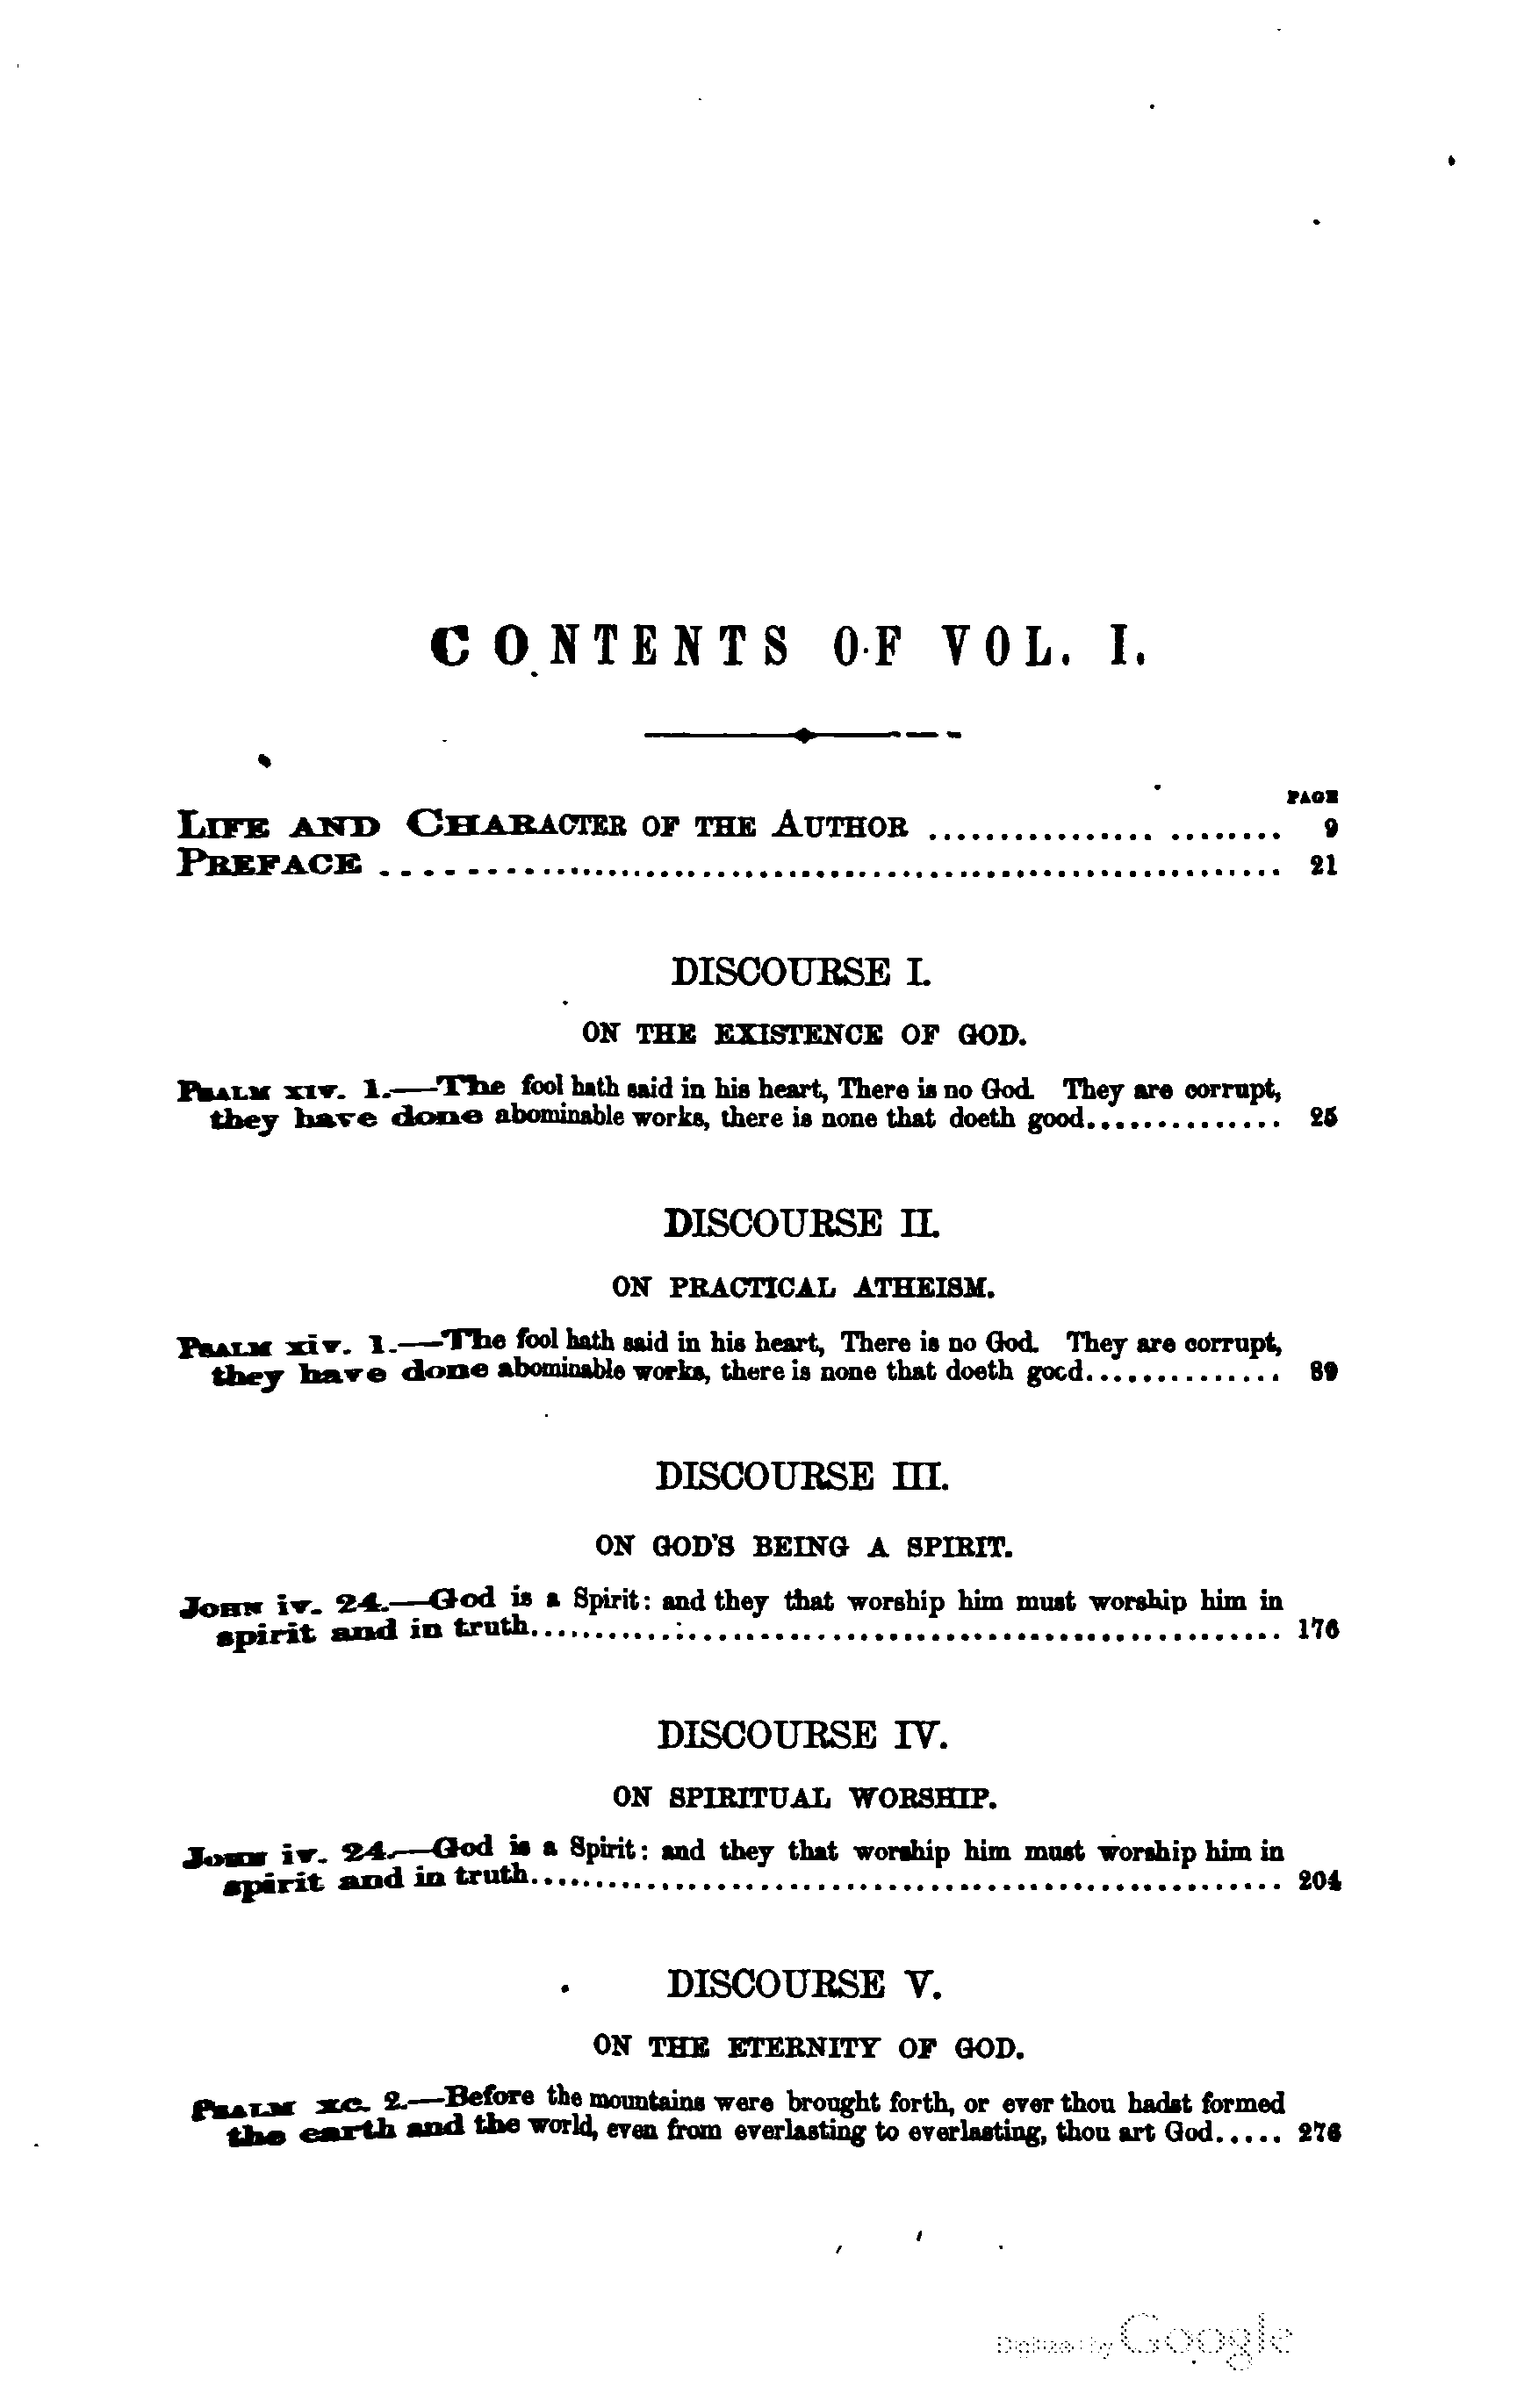 CONTENTS OF VOL. I.
PAGE
LIFE AND CHARACTER OF THE AUTHOR ........................ 9
PREFACE ........................................................ 21
DISCOURSE I.
ON THE EXISTENCE OF GOD.
PSALM xiv. 1.—The fool hath said in his heart, There is no God. They are corrupt,
they have done abominable works, there is none that doeth good.............. 25
DISCOURSE II.
ON PRACTICAL ATHEISM.
PSALM xiv. 1.—The fool hath said in his heart, There is no God. They are corrupt,
they have done abominable works, there is none that doeth good.............. 89
DISCOURSE III.
ON GOD'S BEING A SPIRIT.
JOHN iv. 24.—God is a Spirit: and they that worship him must worship him in
spirit and in truth..................................................... 176
DISCOURSE IV.
ON SPIRITUAL WORSHIP.
JOHN iv. 24.—God is a Spirit: and they that worship him must worship him in
spirit and in truth..................................................... 204
DISCOURSE V.
ON THE ETERNITY OF GOD.
PSALM xc. 2.—Before the mountains were brought forth, or ever thou hadst formed
the earth and the world, even from everlasting to everlasting, thou art God..... 276
Digitized by Google